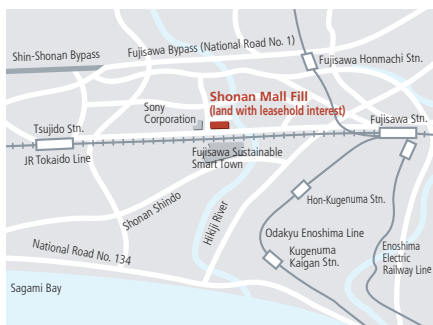 Shin-Shonan Bypass
Fujisawa Bypass (National Road No. 1)
Fujisawa Honmachi Stn.
Shonan Mall Fill
(land with leasehold interest)
Sony
Corporation
Fujisawa Stn.
Tsujido Stn.
JR Tokaido Line
Fujisawa Sustainable
Smart Town
Shonan Shindo
Hikiji River
Hon-Kugenuma Stn.
Odakyu Enoshima Line
Kugenuma
Kaigan Stn.
Enoshima
Electric
Railway Line
National Road No. 134
Sagami Bay